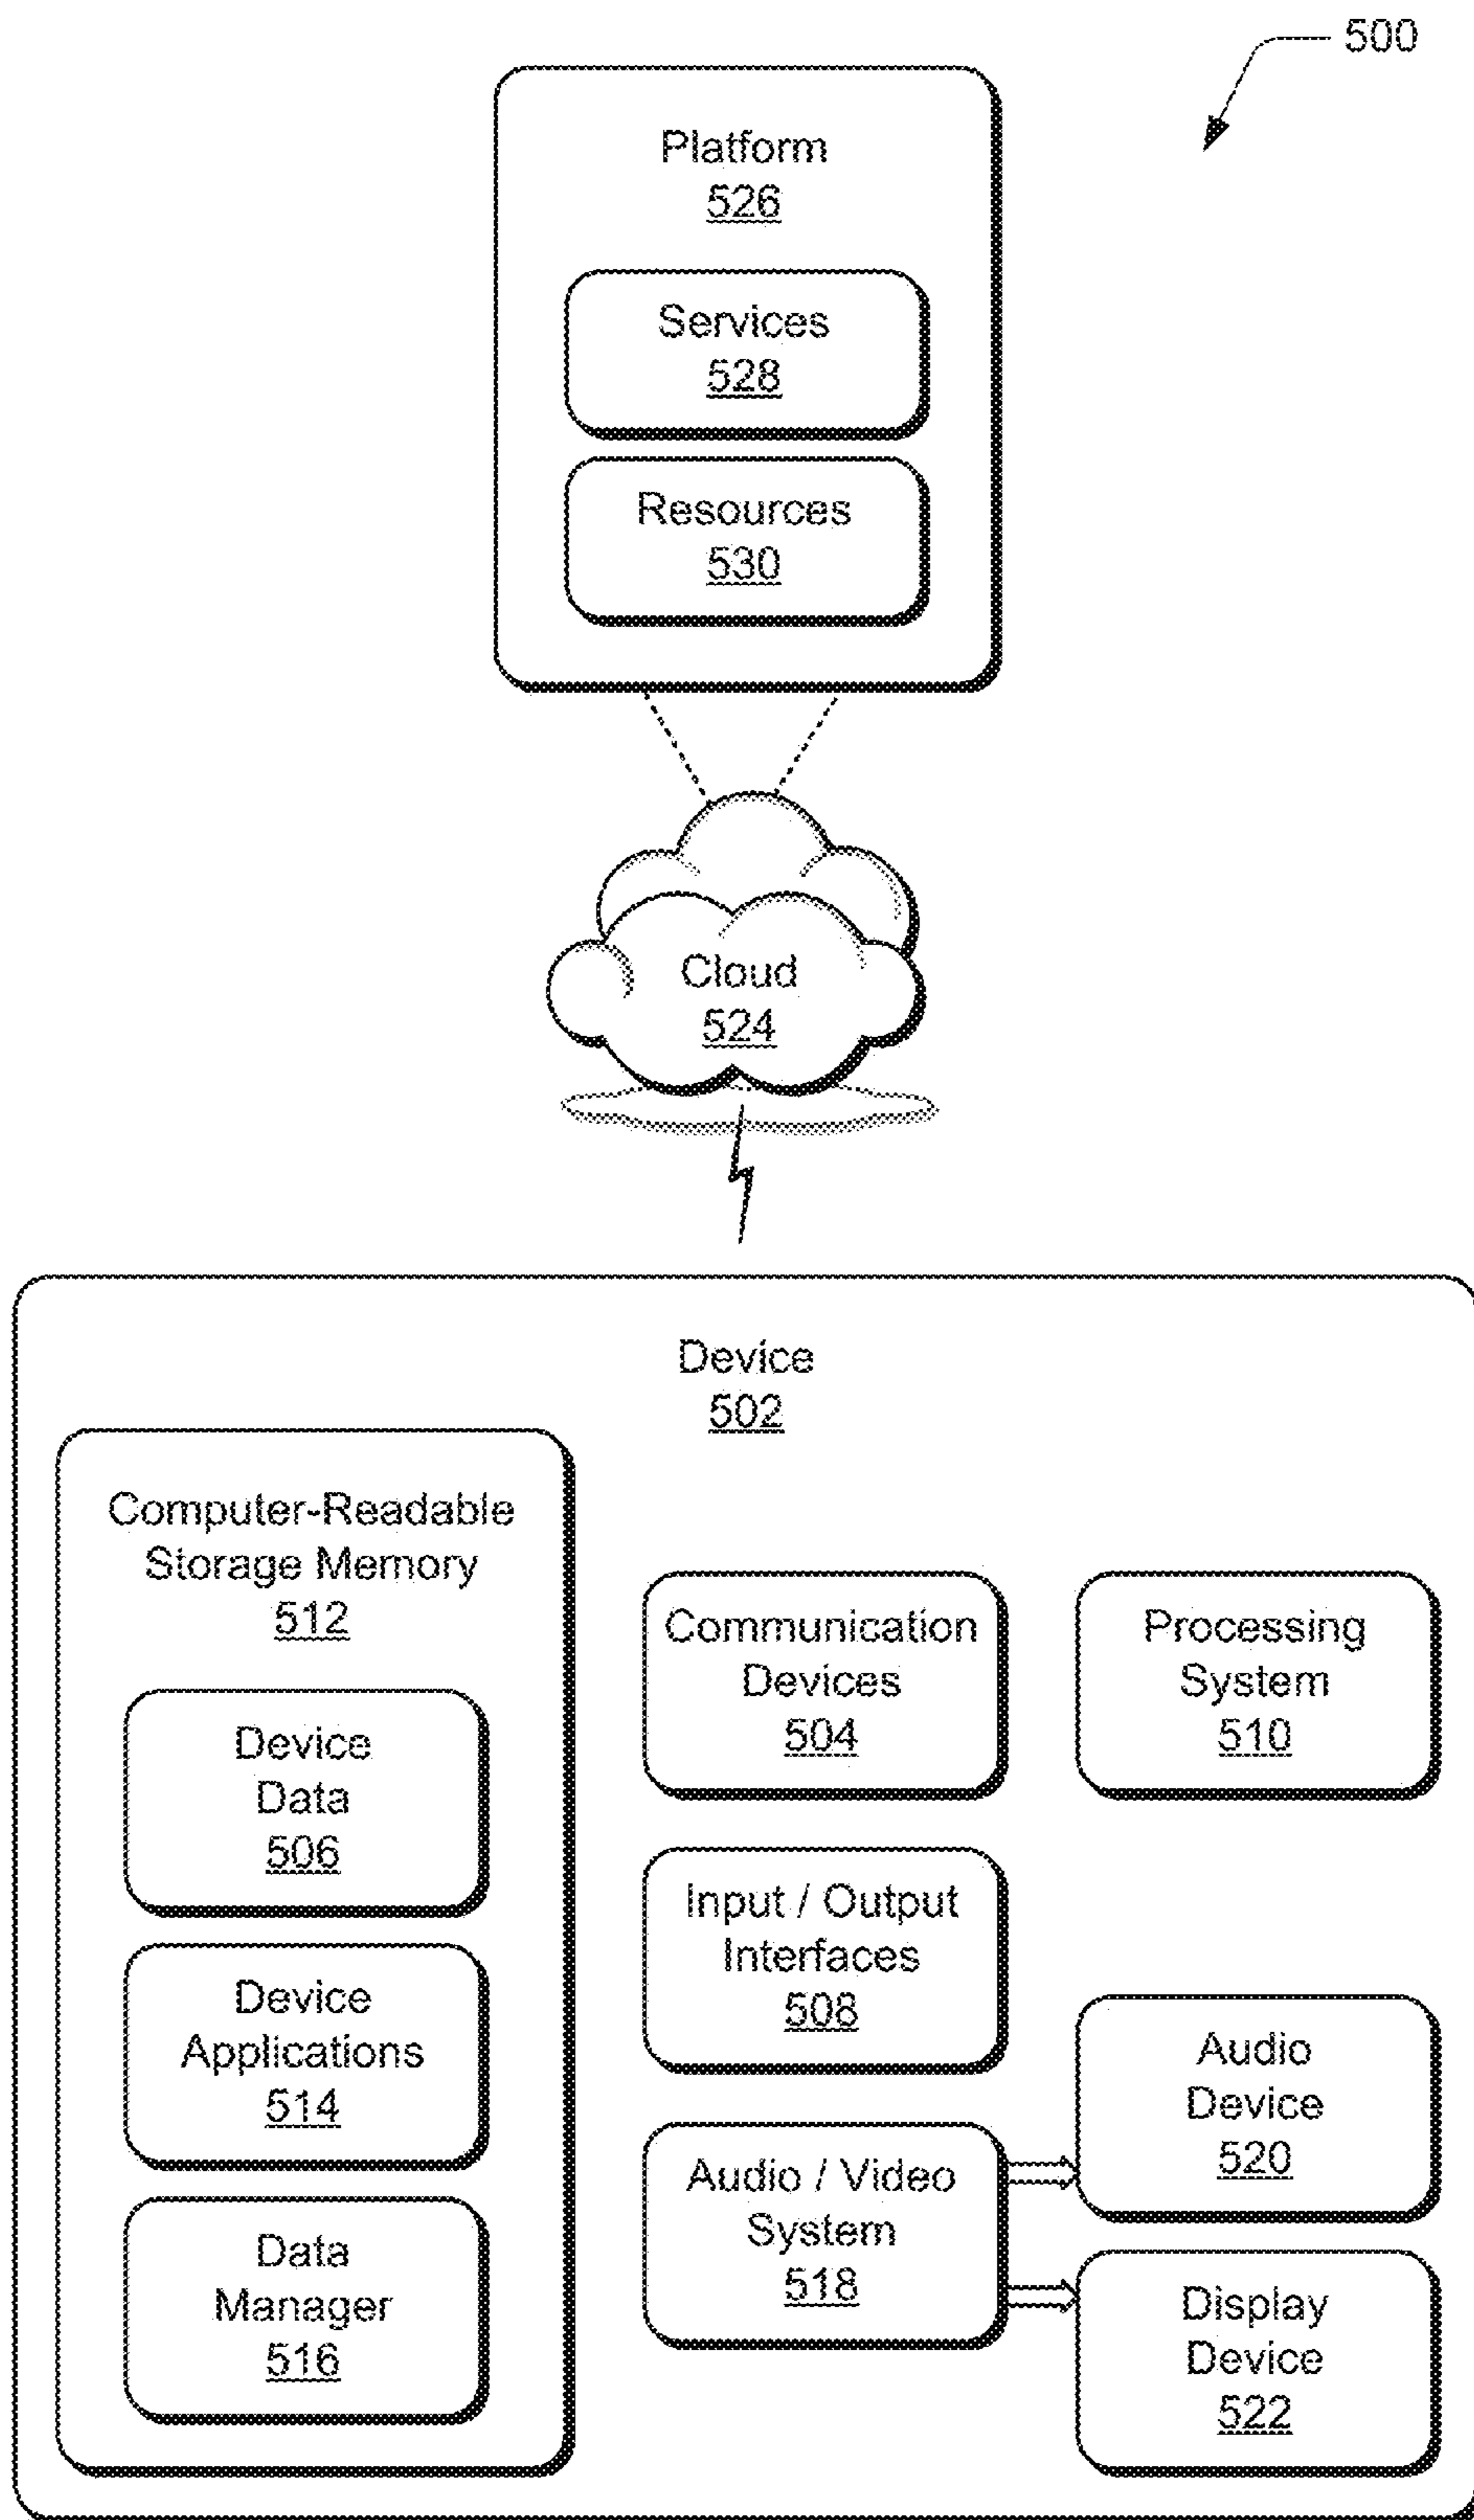 500
Platform
526
Services
528
Resources
530
Cloud
524
Device
502
Computer-Readable
Storage Memory
512
Device
Data
506
Device
Applications
514
Data
Manager
516
Communication
Devices
504
Processing
System
510
Input / Output
Interfaces
508
Audio / Video
System
518
Audio
Device
520
Display
Device
522